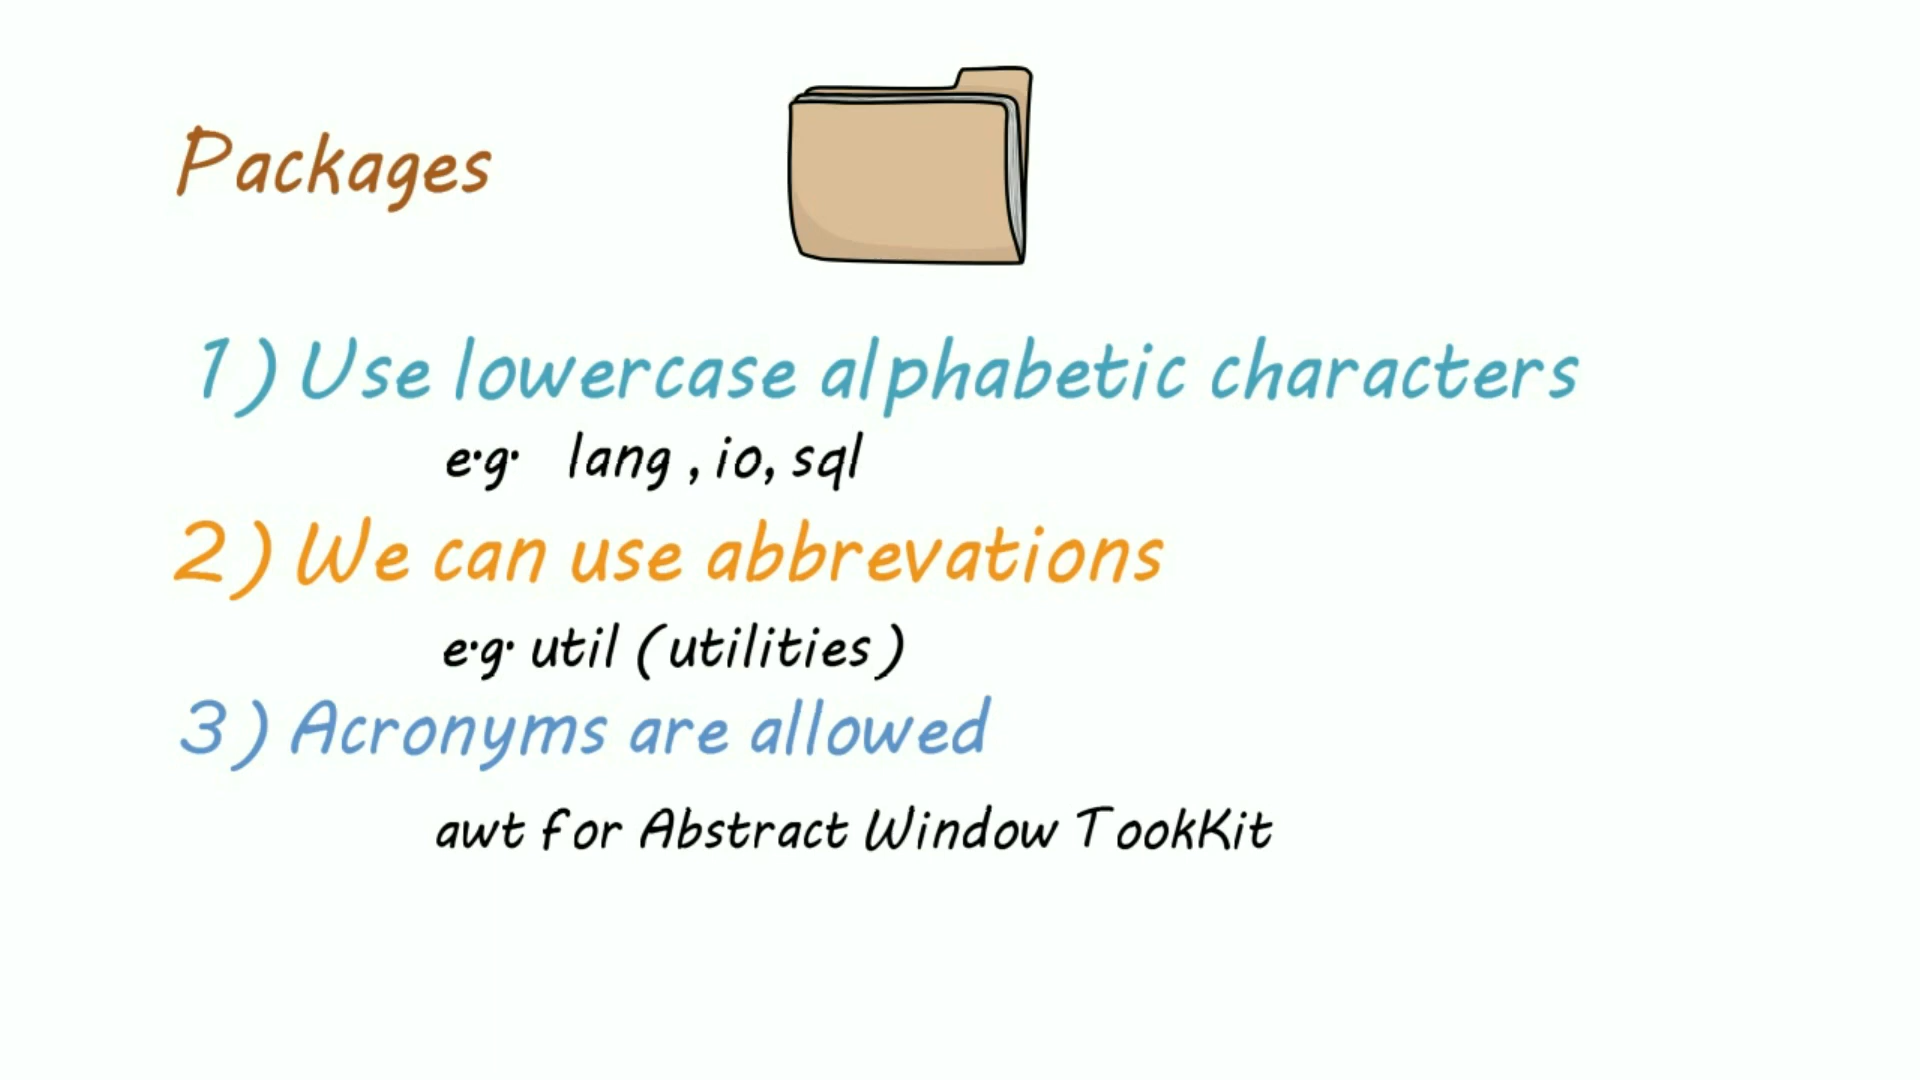 Packages
1) Use lowercase alphabetic characters
e.g. lang , io, sql
2) We can use abbrevations
e.g. util (utilities)
3) Acronyms are allowed
awt for Abstract Window TookKit